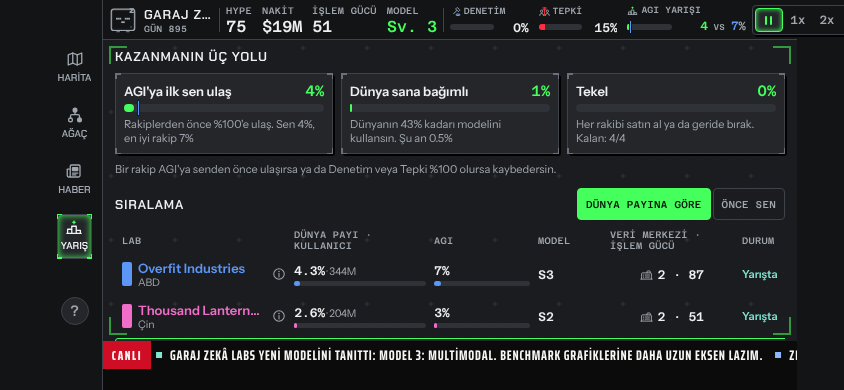 GARAJ Z…
GÜN 895
HYPE
75
NAKİT
$19M
İŞLEM GÜCÜ
51
MODEL
Sv. 3
DENETİM
0%
TEPKİ
15%
AGI YARIŞI
4 vs 7%
1x
2x
HARİTA
AĞAÇ
HABER
YARIŞ
?
KAZANMANIN ÜÇ YOLU
AGI'ya ilk sen ulaş 4%
Rakiplerden önce %100'e ulaş. Sen 4%,
en iyi rakip 7%
Dünya sana bağımlı 1%
Dünyanın 43% kadarı modelini
kullansın. Şu an 0.5%
Tekel 0%
Her rakibi satın al ya da geride bırak.
Kalan: 4/4
Bir rakip AGI'ya senden önce ulaşırsa ya da Denetim veya Tepki %100 olursa kaybedersin.
SIRALAMA
DÜNYA PAYINA GÖRE
ÖNCE SEN
LAB
DÜNYA PAYI ·
KULLANICI
AGI
MODEL
VERİ MERKEZİ ·
İŞLEM GÜCÜ
DURUM
Overfit Industries
ABD
4.3%·344M
7%
S3
2 · 87
Yarışta
Thousand Lantern…
Çin
2.6%·204M
3%
S2
2 · 51
Yarışta
CANLI
GARAJ ZEKÂ LABS YENİ MODELİNİ TANITTI: MODEL 3: MULTİMODAL. BENCHMARK GRAFİKLERİNE DAHA UZUN EKSEN LAZIM.